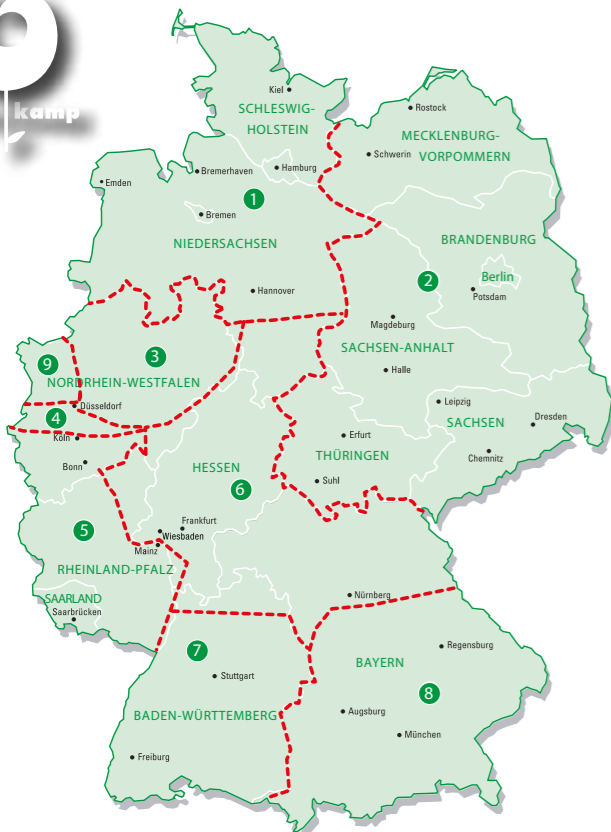 p
kamp
Kiel
SCHLESWIG-
HOLSTEIN
Rostock
MECKLENBURG-
VORPOMMERN
Schwerin
Bremerhaven
Hamburg
Emden
1
Bremen
NIEDERSACHSEN
BRANDENBURG
2
Berlin
Potsdam
Hannover
Magdeburg
SACHSEN-ANHALT
3
9
NORDRHEIN-WESTFALEN
Halle
Düsseldorf
4
Köln
Leipzig
SACHSEN
Dresden
Erfurt
THÜRINGEN
Chemnitz
Bonn
HESSEN
Suhl
6
5
Frankfurt
Wiesbaden
Mainz
RHEINLAND-PFALZ
SAARLAND
Saarbrücken
Nürnberg
7
Stuttgart
BAYERN
Regensburg
8
BADEN-WÜRTTEMBERG
Augsburg
München
Freiburg